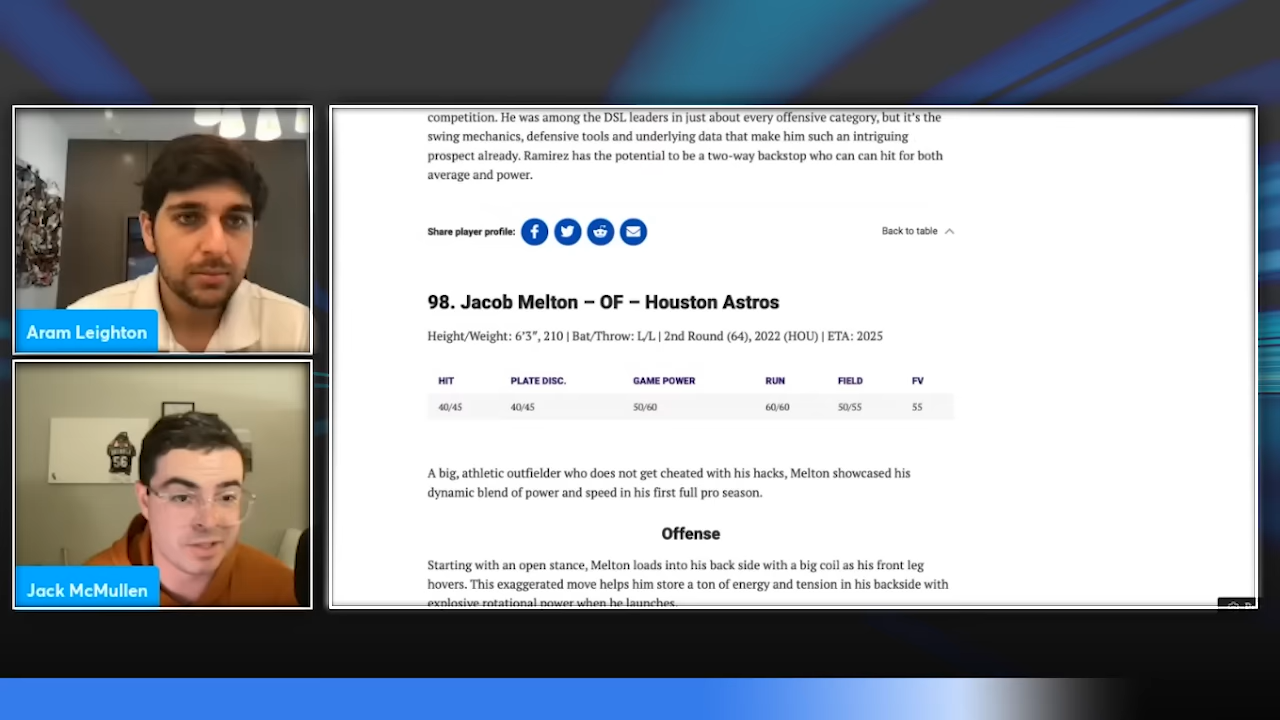 Aram Leighton
Jack McMullen
56
competition. He was among the DSL leaders in just about every offensive category, but it's the
swing mechanics, defensive tools and underlying data that make him such an intriguing
prospect already. Ramirez has the potential to be a two-way backstop who can can hit for both
average and power.
Share player profile:
Back to table
98. Jacob Melton – OF – Houston Astros
Height/Weight: 6'3", 210 | Bat/Throw: L/L | 2nd Round (64), 2022 (HOU) | ETA: 2025
HIT PLATE DISC. GAME POWER RUN FIELD FV
40/45 40/45 50/60 60/60 50/55 55
A big, athletic outfielder who does not get cheated with his hacks, Melton showcased his
dynamic blend of power and speed in his first full pro season.
Offense
Starting with an open stance, Melton loads into his back side with a big coil as his front leg
hovers. This exaggerated move helps him store a ton of energy and tension in his backside with
explosive rotational power when he launches.